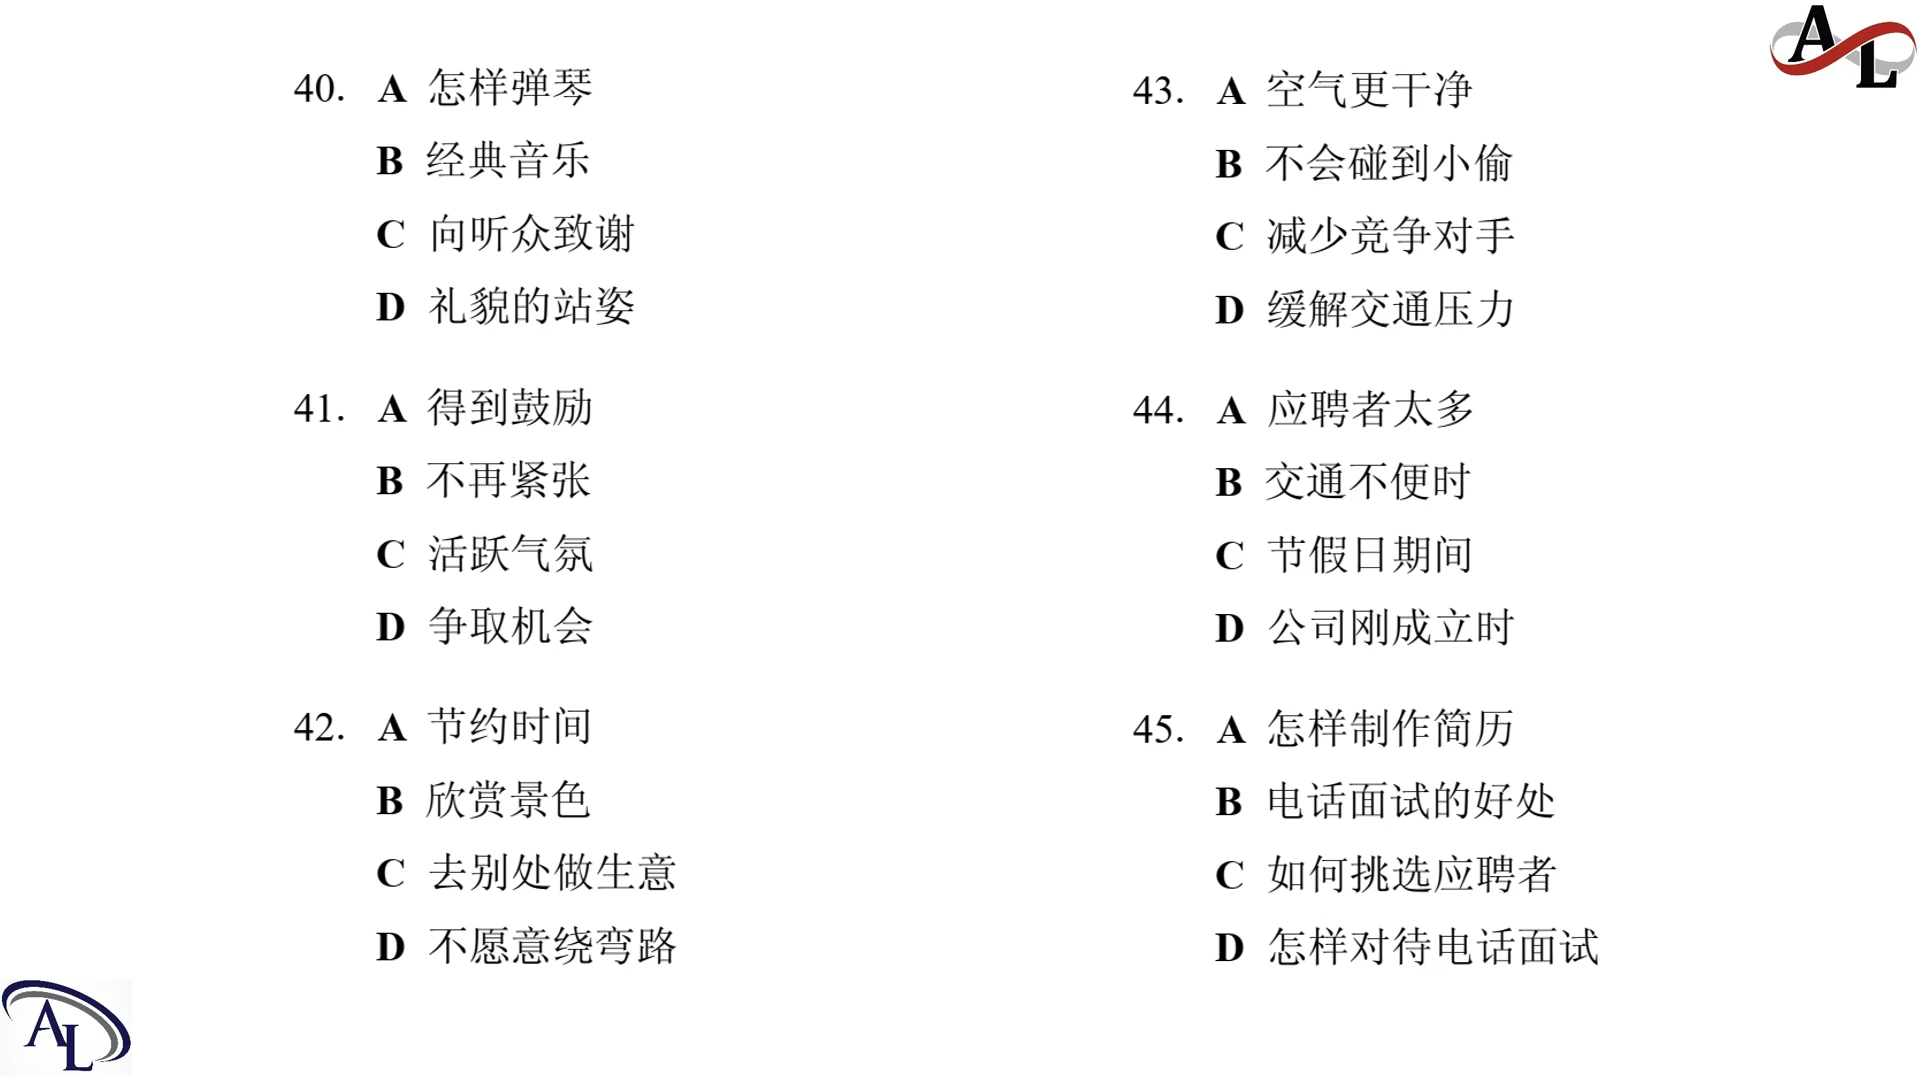 40. A 怎样弹琴
B 经典音乐
C 向听众致谢
D 礼貌的站姿
41. A 得到鼓励
B 不再紧张
C 活跃气氛
D 争取机会
42. A 节约时间
B 欣赏景色
C 去别处做生意
D 不愿意绕弯路
43. A 空气更干净
B 不会碰到小偷
C 减少竞争对手
D 缓解交通压力
44. A 应聘者太多
B 交通不便时
C 节假日期间
D 公司刚成立时
45. A 怎样制作简历
B 电话面试的好处
C 如何挑选应聘者
D 怎样对待电话面试
AL
AL